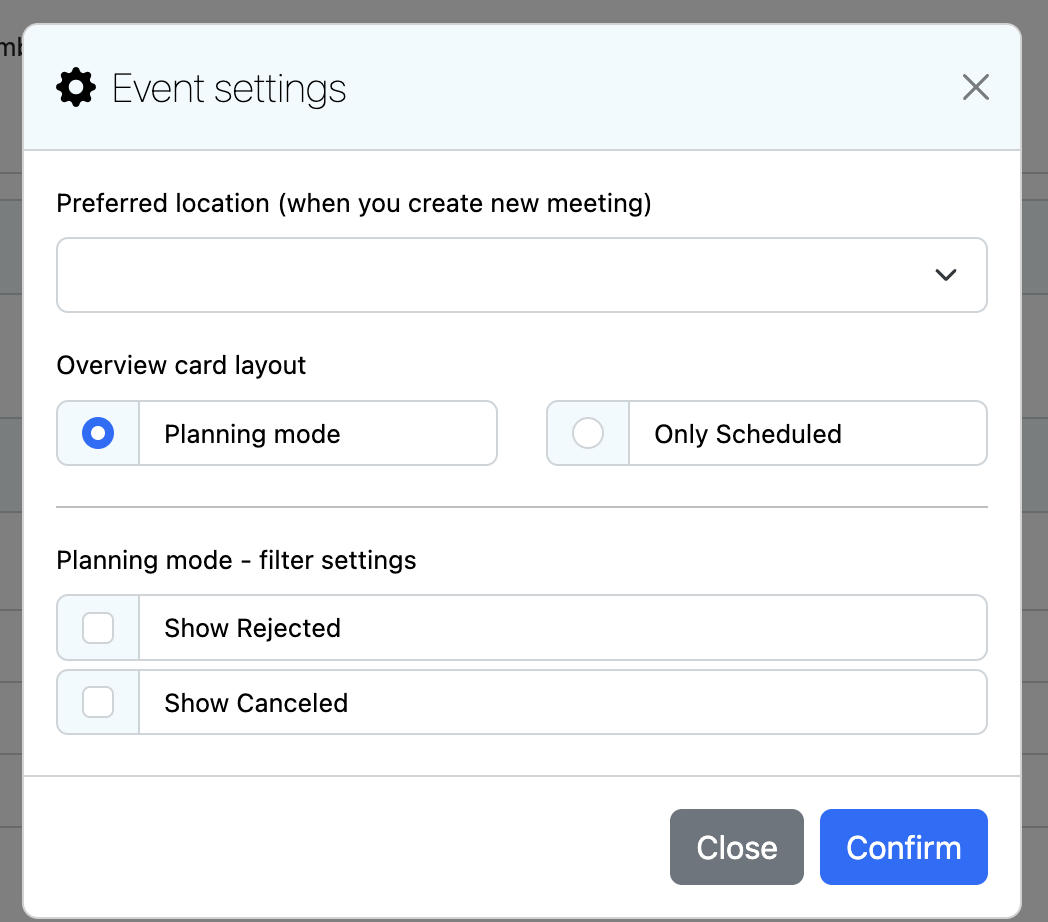 Event settings
Preferred location (when you create new meeting)
Overview card layout
Planning mode
Only Scheduled
Planning mode - filter settings
Show Rejected
Show Canceled
Close
Confirm